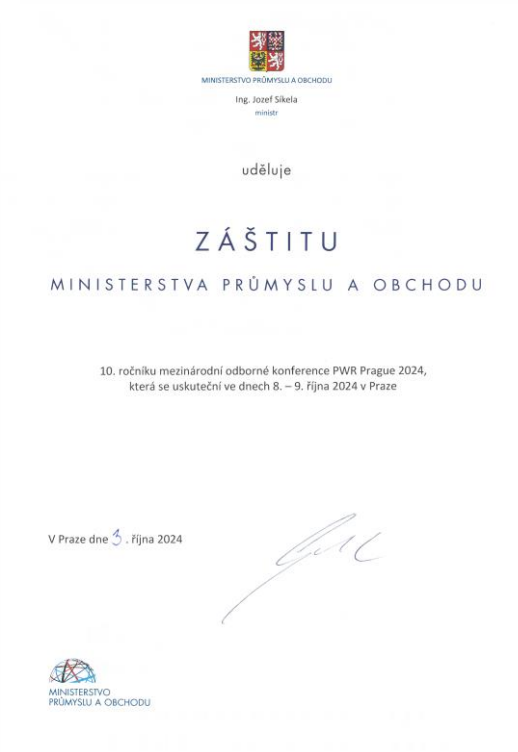 MINISTERSTVO PRŮMYSLU A OBCHODU
Ing. Jozef Síkela
ministr
uděluje
ZÁŠTITU
MINISTERSTVA PRŮMYSLU A OBCHODU
10. ročníku mezinárodní odborné konference PWR Prague 2024,
která se uskuteční ve dnech 8. – 9. října 2024 v Praze
V Praze dne 3. října 2024
MINISTERSTVO
PRŮMYSLU A OBCHODU